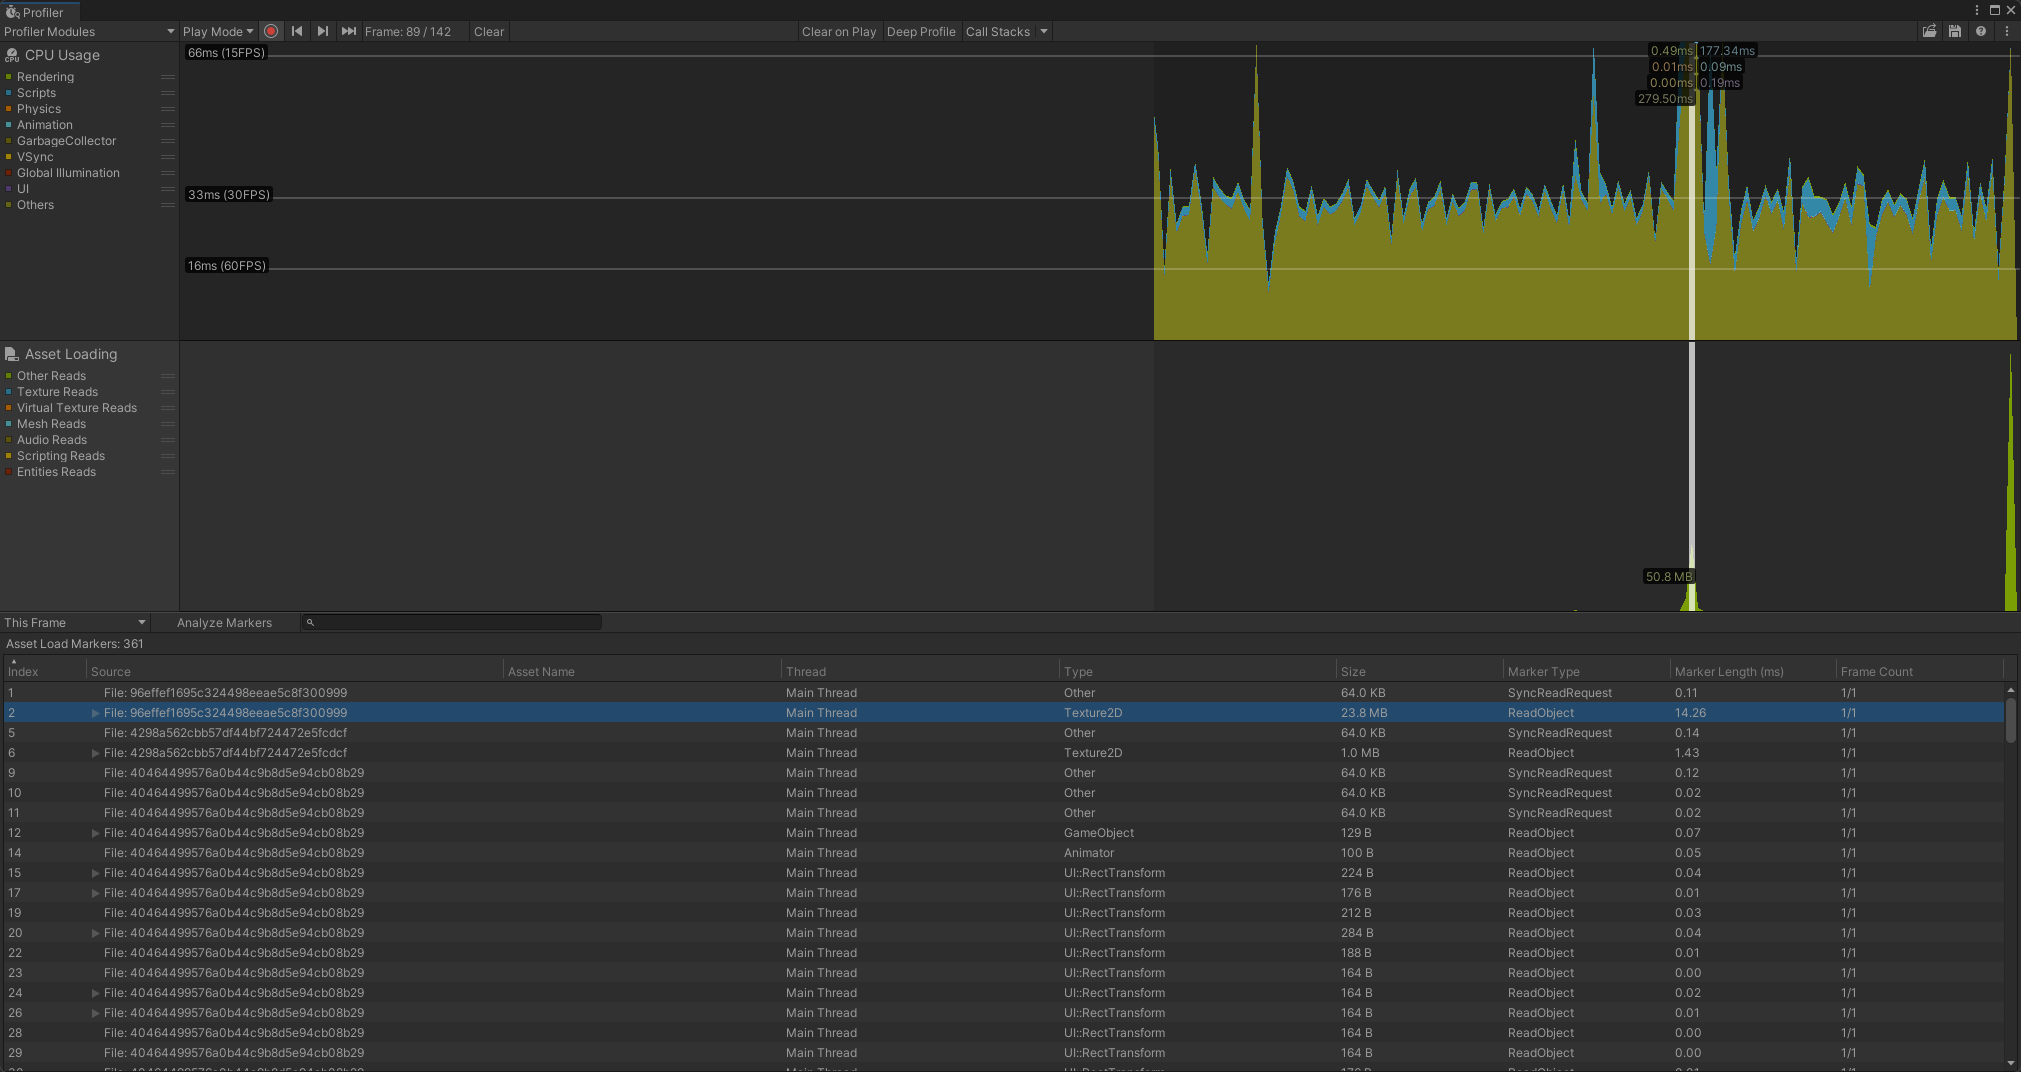 Profiler
Profiler Modules Play Mode Frame: 89 / 142 Clear Clear on Play Deep Profile Call Stacks
CPU Usage
Rendering
Scripts
Physics
Animation
GarbageCollector
VSync
Global Illumination
UI
Others
66ms (15FPS)
33ms (30FPS)
16ms (60FPS)
0.49ms 177.34ms
0.01ms 0.09ms
0.00ms 0.19ms
279.50ms
Asset Loading
Other Reads
Texture Reads
Virtual Texture Reads
Mesh Reads
Audio Reads
Scripting Reads
Entities Reads
50.8 MB
This Frame Analyze Markers
Asset Load Markers: 361
Index Source Asset Name Thread Type Size Marker Type Marker Length (ms) Frame Count
1 File: 96effef1695c324498eeae5c8f300999 Main Thread Other 64.0 KB SyncReadRequest 0.11 1/1
2 File: 96effef1695c324498eeae5c8f300999 Main Thread Texture2D 23.8 MB ReadObject 14.26 1/1
5 File: 4298a562cbb57df44bf724472e5fcdcf Main Thread Other 64.0 KB SyncReadRequest 0.14 1/1
6 File: 4298a562cbb57df44bf724472e5fcdcf Main Thread Texture2D 1.0 MB ReadObject 1.43 1/1
9 File: 40464499576a0b44c9b8d5e94cb08b29 Main Thread Other 64.0 KB SyncReadRequest 0.12 1/1
10 File: 40464499576a0b44c9b8d5e94cb08b29 Main Thread Other 64.0 KB SyncReadRequest 0.02 1/1
11 File: 40464499576a0b44c9b8d5e94cb08b29 Main Thread Other 64.0 KB SyncReadRequest 0.02 1/1
12 File: 40464499576a0b44c9b8d5e94cb08b29 Main Thread GameObject 129 B ReadObject 0.07 1/1
14 File: 40464499576a0b44c9b8d5e94cb08b29 Main Thread Animator 100 B ReadObject 0.05 1/1
15 File: 40464499576a0b44c9b8d5e94cb08b29 Main Thread UI::RectTransform 224 B ReadObject 0.04 1/1
17 File: 40464499576a0b44c9b8d5e94cb08b29 Main Thread UI::RectTransform 176 B ReadObject 0.01 1/1
19 File: 40464499576a0b44c9b8d5e94cb08b29 Main Thread UI::RectTransform 212 B ReadObject 0.03 1/1
20 File: 40464499576a0b44c9b8d5e94cb08b29 Main Thread UI::RectTransform 284 B ReadObject 0.04 1/1
22 File: 40464499576a0b44c9b8d5e94cb08b29 Main Thread UI::RectTransform 188 B ReadObject 0.01 1/1
23 File: 40464499576a0b44c9b8d5e94cb08b29 Main Thread UI::RectTransform 164 B ReadObject 0.00 1/1
24 File: 40464499576a0b44c9b8d5e94cb08b29 Main Thread UI::RectTransform 164 B ReadObject 0.02 1/1
26 File: 40464499576a0b44c9b8d5e94cb08b29 Main Thread UI::RectTransform 164 B ReadObject 0.01 1/1
28 File: 40464499576a0b44c9b8d5e94cb08b29 Main Thread UI::RectTransform 164 B ReadObject 0.00 1/1
29 File: 40464499576a0b44c9b8d5e94cb08b29 Main Thread UI::RectTransform 164 B ReadObject 0.00 1/1